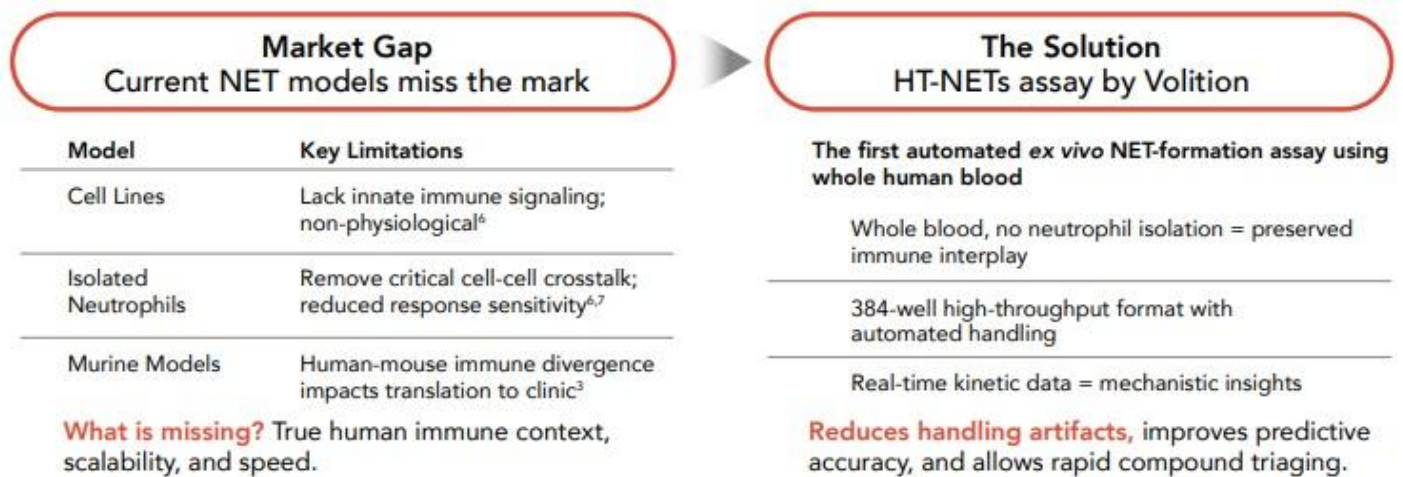 Market Gap
Current NET models miss the mark
Model Key Limitations
Cell Lines Lack innate immune signaling;
non-physiological⁶
Isolated Remove critical cell-cell crosstalk;
Neutrophils reduced response sensitivity⁶,⁷
Murine Models Human-mouse immune divergence
impacts translation to clinic³
What is missing? True human immune context,
scalability, and speed.
The Solution
HT-NETs assay by Volition
The first automated ex vivo NET-formation assay using
whole human blood
Whole blood, no neutrophil isolation = preserved
immune interplay
384-well high-throughput format with
automated handling
Real-time kinetic data = mechanistic insights
Reduces handling artifacts, improves predictive
accuracy, and allows rapid compound triaging.